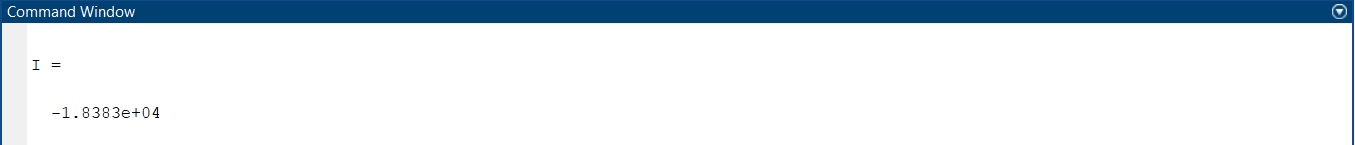 Command Window
I =
-1.8383e+04